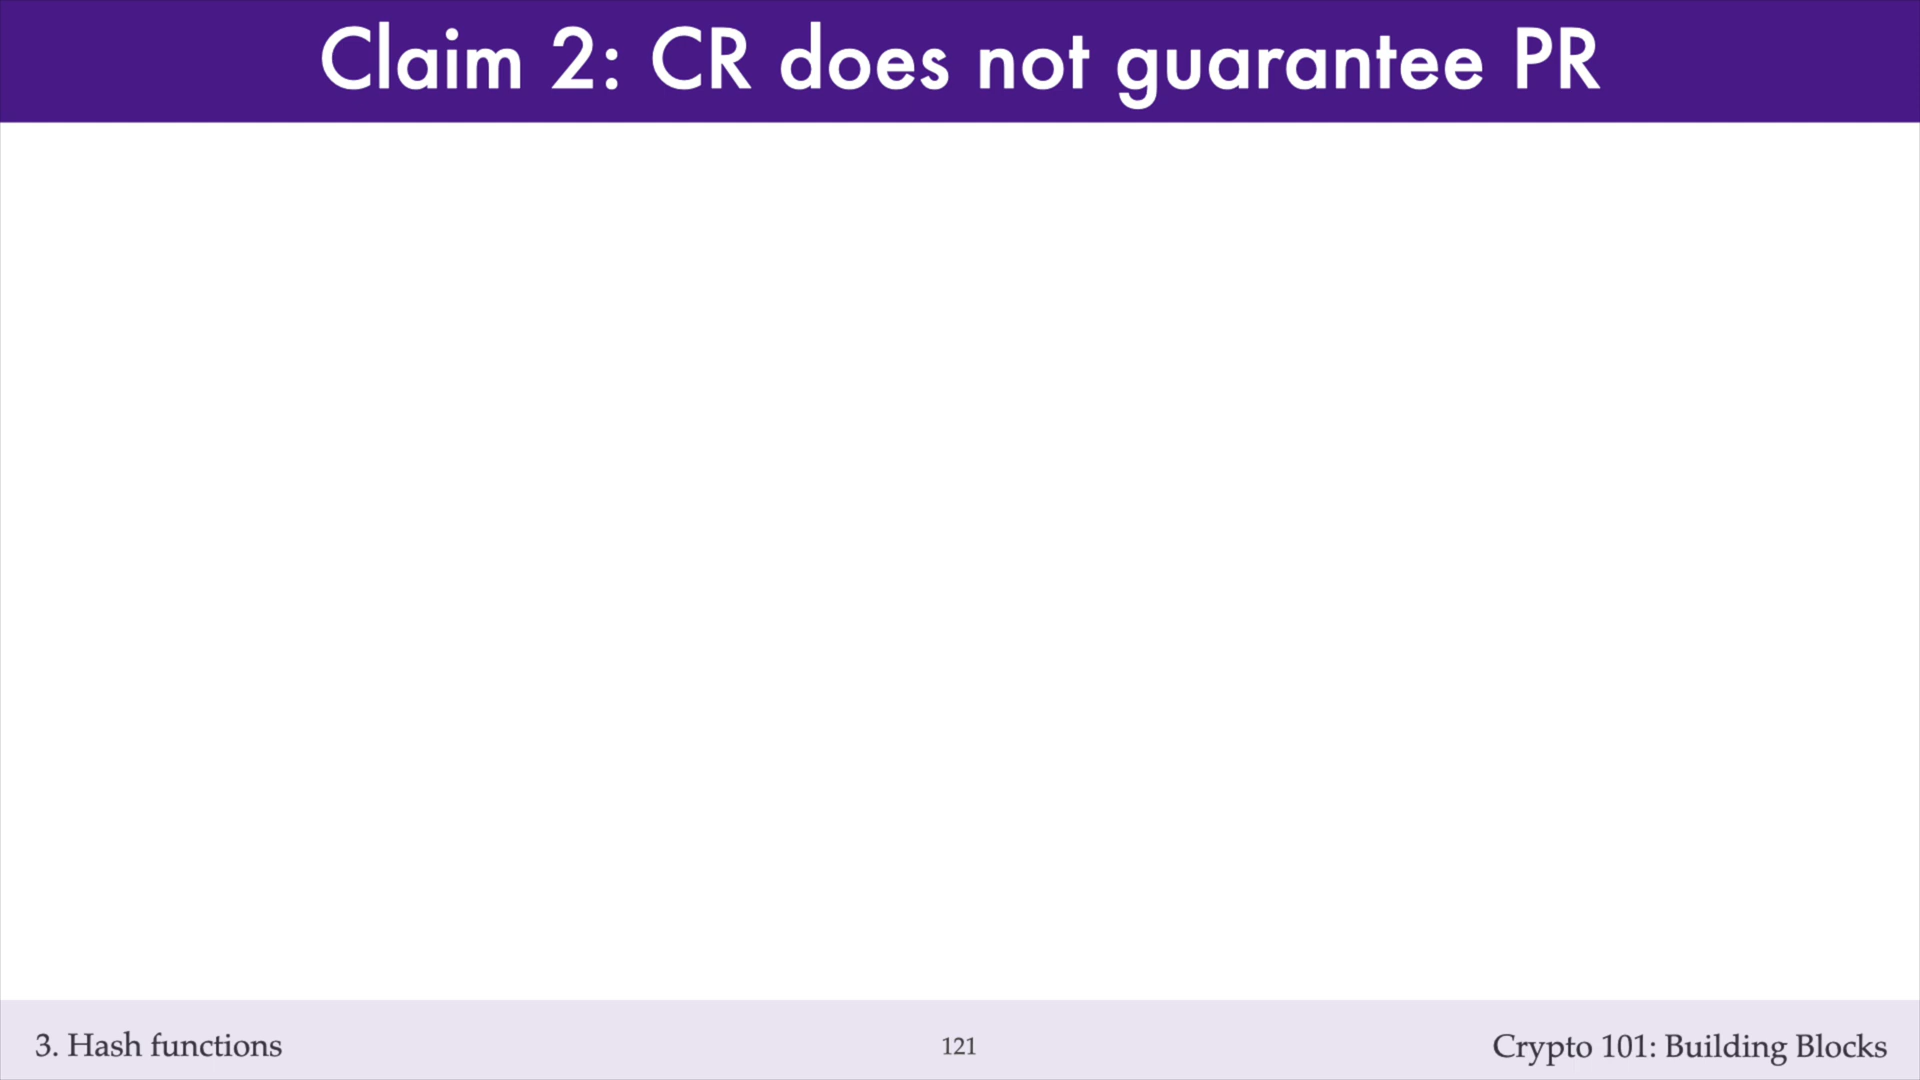 Claim 2: CR does not guarantee PR
3. Hash functions
121
Crypto 101: Building Blocks